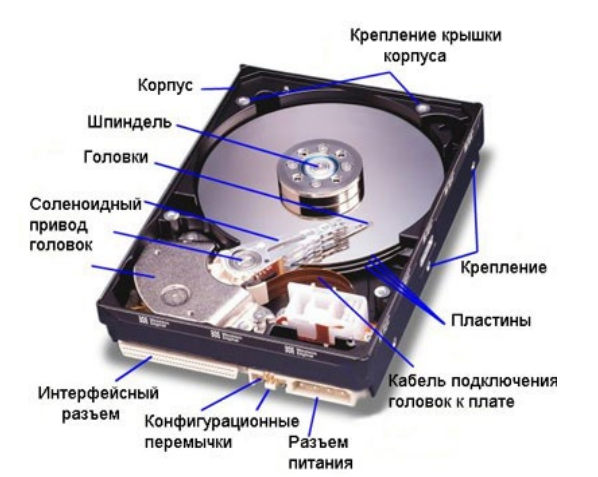 Крепление крышки
корпуса
Корпус
Шпиндель
Головки
Соленоидный
привод
головок
Крепление
Пластины
Кабель подключения
головок к плате
Интерфейсный
разъем
Конфигурационные
перемычки
Разъем
питания